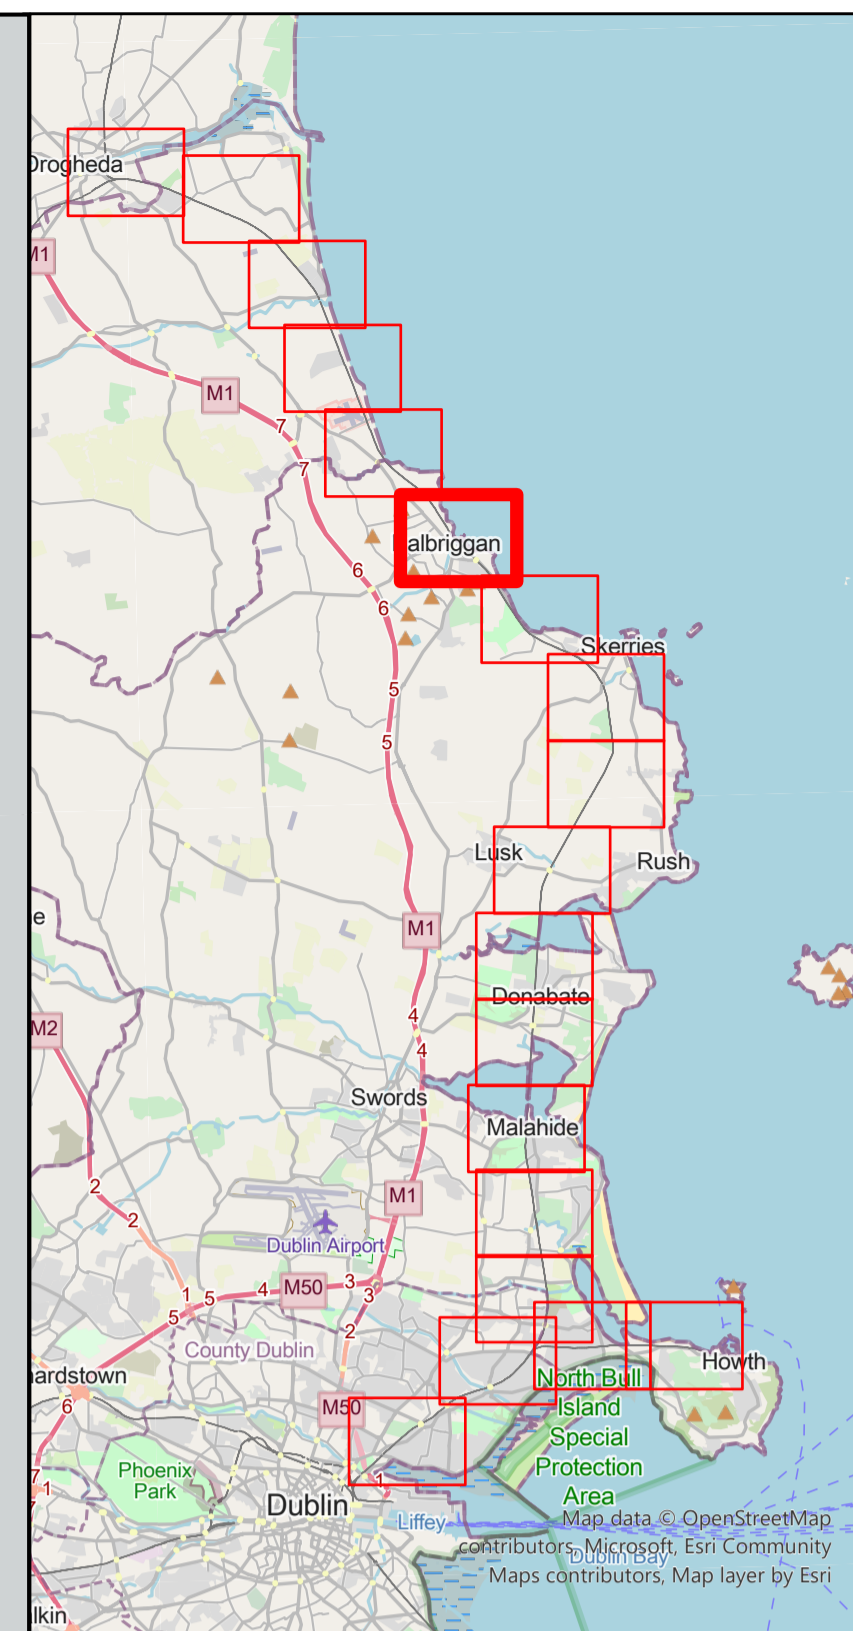 Drogheda
M1
M1
7
7
albriggan
6
6
Skerries
5
5
Lusk
Rush
e
M1
Donabate
4
M2
4
Swords
Malahide
2
M1
2
Dublin Airport
M50
3
4
5
1
3
5
2
County Dublin
Howth
ardstown
North Bull
Island
Special
Protection
Area
6
M50
Phoenix
Park
7
1
1
Dublin
Liffey
Map data © OpenStreetMap
contributors, Microsoft, Esri Community
Dublin Bay
Maps contributors, Map layer by Esri
lkin